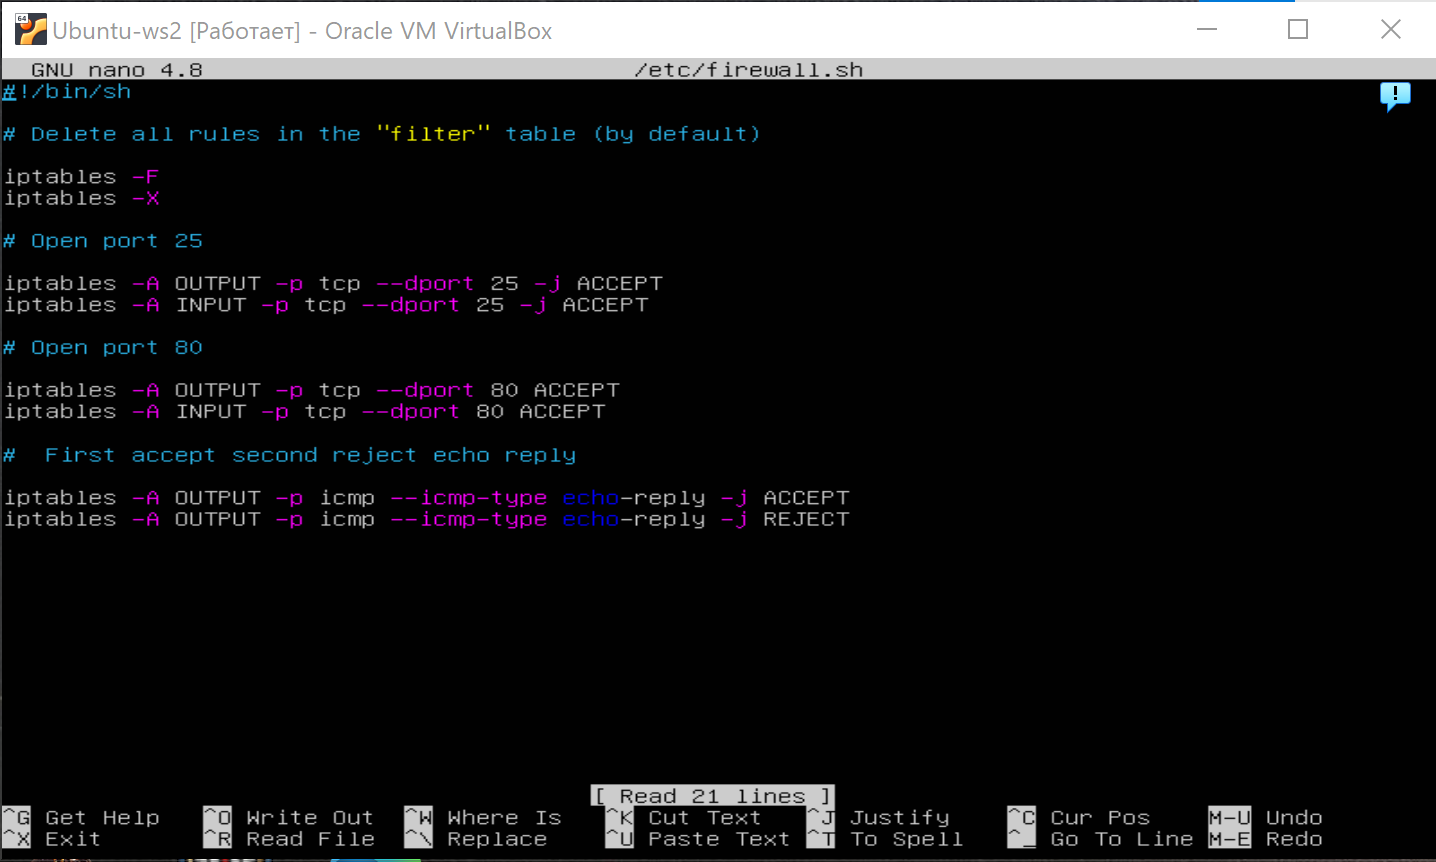 64
Ubuntu-ws2 [Работает] - Oracle VM VirtualBox
GNU nano 4.8 /etc/firewall.sh
#!/bin/sh
# Delete all rules in the "filter" table (by default)
iptables -F
iptables -X
# Open port 25
iptables -A OUTPUT -p tcp --dport 25 -j ACCEPT
iptables -A INPUT -p tcp --dport 25 -j ACCEPT
# Open port 80
iptables -A OUTPUT -p tcp --dport 80 ACCEPT
iptables -A INPUT -p tcp --dport 80 ACCEPT
#  First accept second reject echo reply
iptables -A OUTPUT -p icmp --icmp-type echo-reply -j ACCEPT
iptables -A OUTPUT -p icmp --icmp-type echo-reply -j REJECT
[ Read 21 lines ]
^G Get Help ^O Write Out ^W Where Is ^K Cut Text ^J Justify ^C Cur Pos M-U Undo
^X Exit ^R Read File ^\ Replace ^U Paste Text ^T To Spell ^_ Go To Line M-E Redo